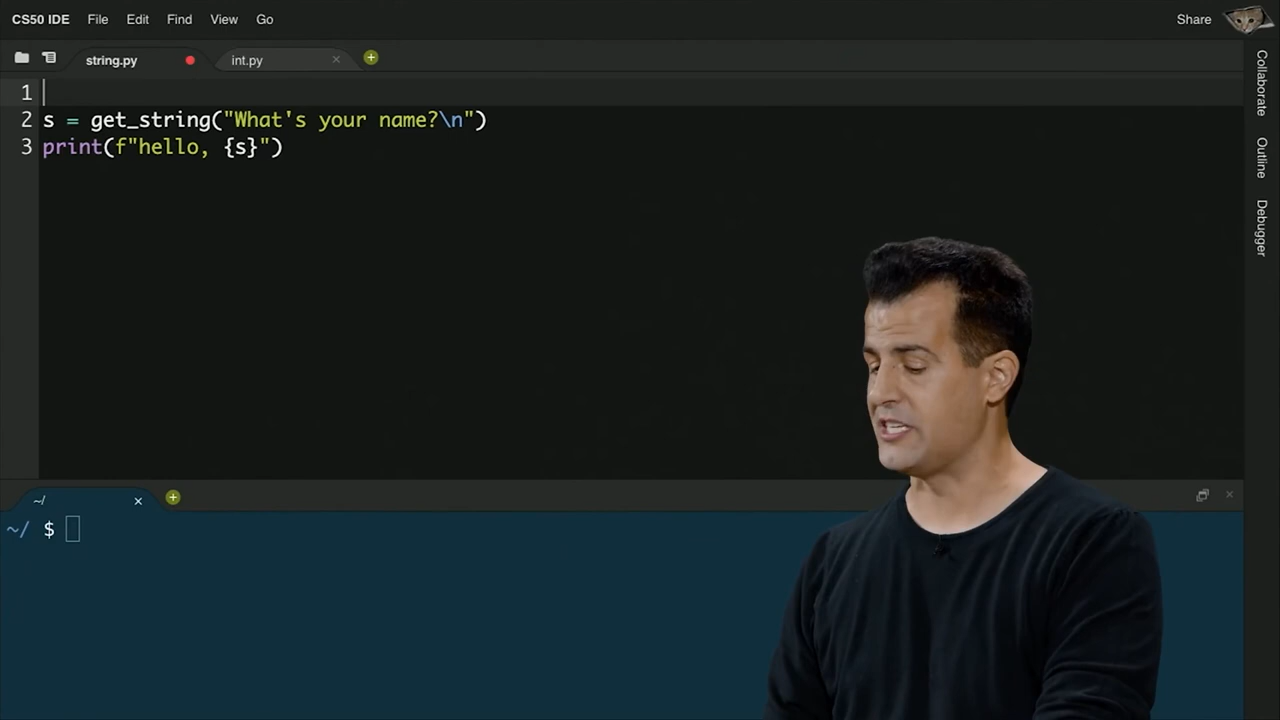 CS50 IDE File Edit Find View Go Share
string.py int.py
1
2 s = get_string("What's your name?\n")
3 print(f"hello, {s}")
Collaborate
Outline
Debugger
~/
~/ $